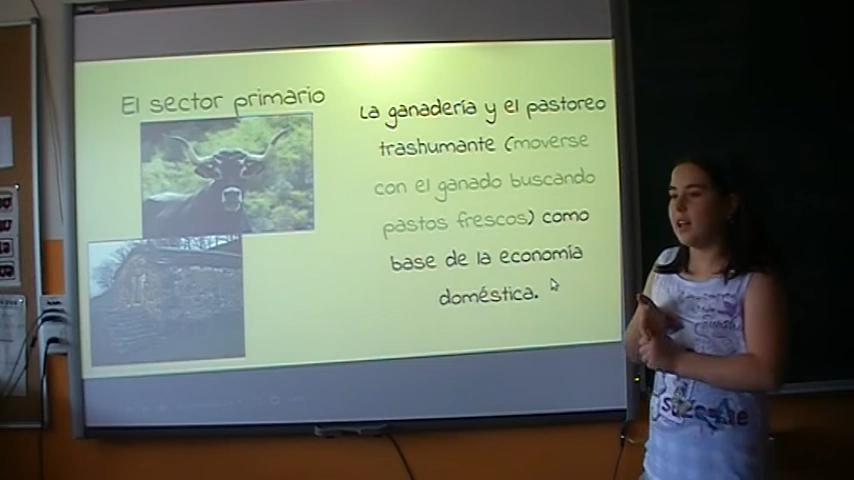 El sector primario
La ganadería y el pastoreo
trashumante (moverse
con el ganado buscando
pastos frescos) como
base de la economía
doméstica.